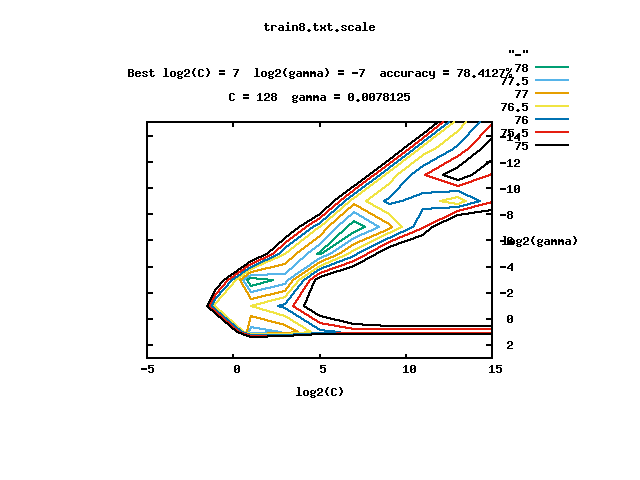 train8.txt.scale
"-"
Best log2(C) = 7  log2(gamma) = -7  accuracy = 78.4127%
78
77.5
77
C = 128  gamma = 0.0078125
76.5
76
75.5
-14
75
-12
-10
-8
-6
log2(gamma)
-4
-2
0
2
-5 0 5 10 15
log2(C)